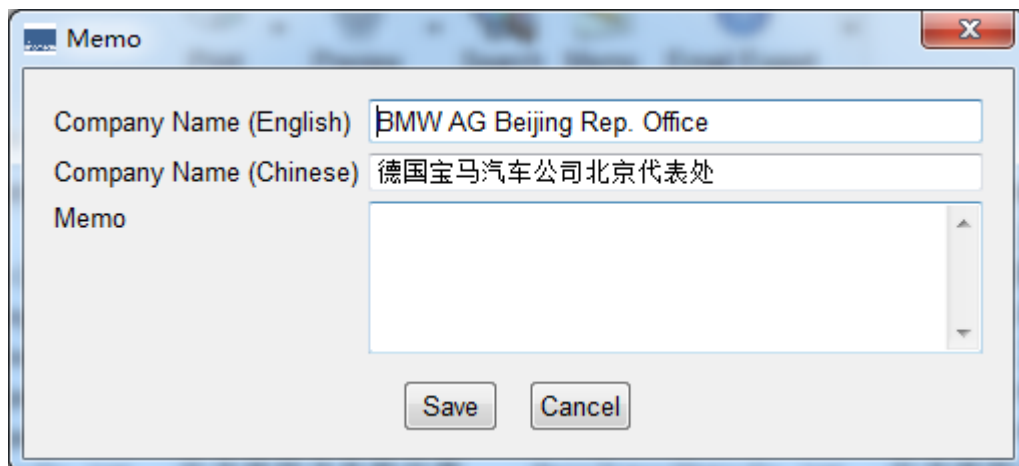 Memo
Company Name (English) BMW AG Beijing Rep. Office
Company Name (Chinese) 德国宝马汽车公司北京代表处
Memo
Save Cancel